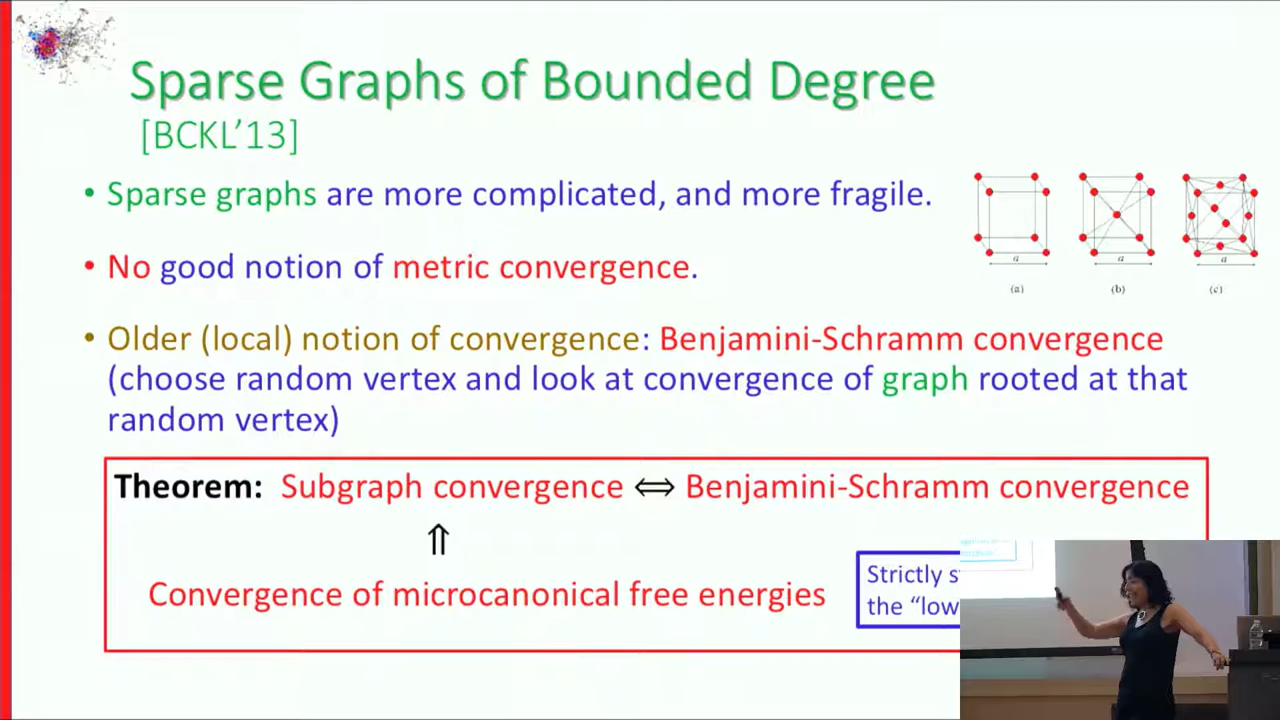 Sparse Graphs of Bounded Degree
[BCKL’13]
• Sparse graphs are more complicated, and more fragile.
• No good notion of metric convergence.
• Older (local) notion of convergence: Benjamini-Schramm convergence
(choose random vertex and look at convergence of graph rooted at that
random vertex)
a
a
a
(a)
(b)
(c)
Theorem: Subgraph convergence ⟺ Benjamini-Schramm convergence
⇑
Convergence of microcanonical free energies
Strictly s
the “low